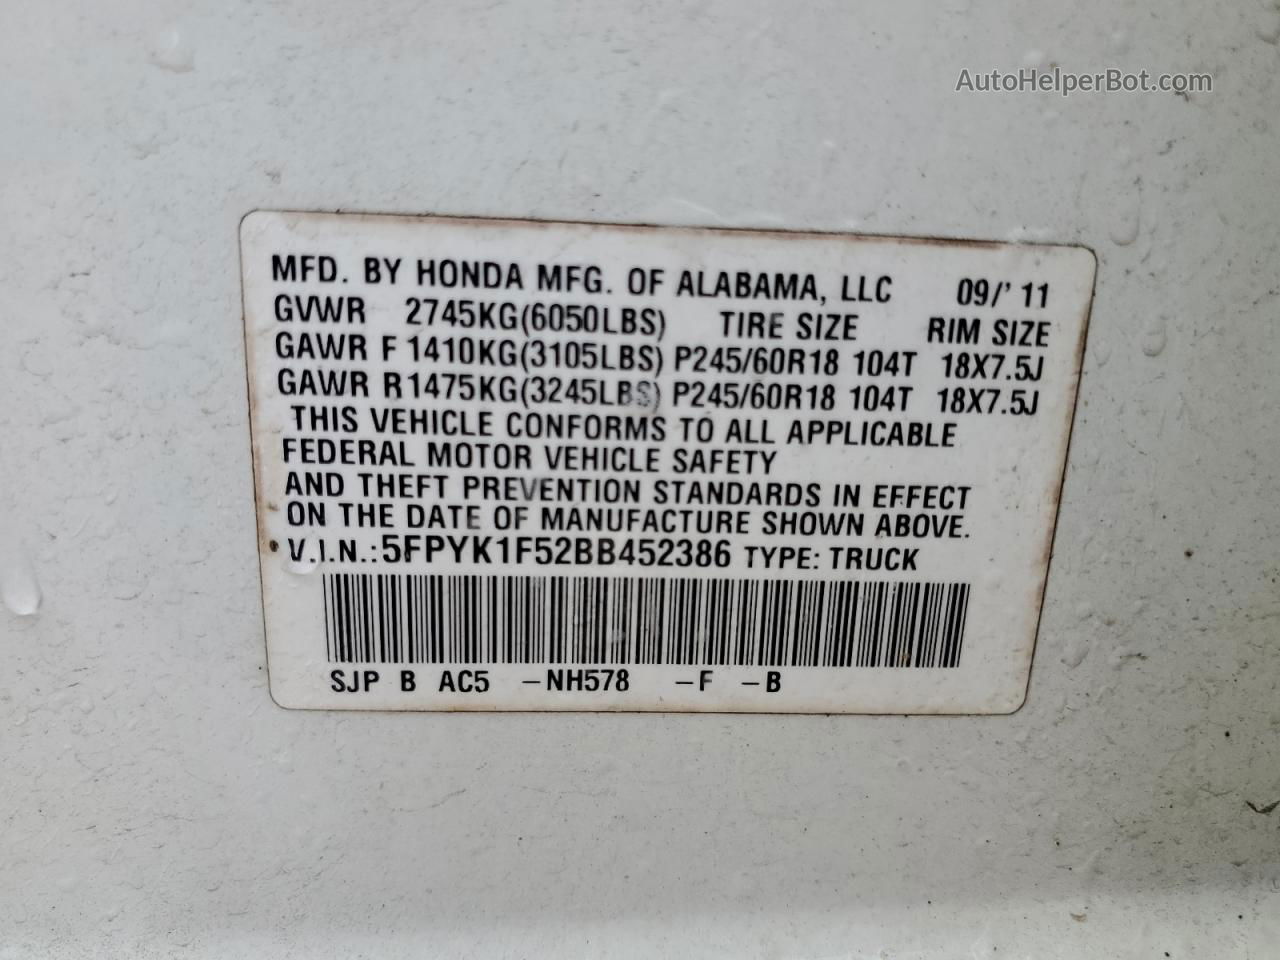 AutoHelperBot.com
MFD. BY HONDA MFG. OF ALABAMA, LLC 09/' 11
GVWR 2745KG(6050LBS) TIRE SIZE RIM SIZE
GAWR F 1410KG(3105LBS) P245/60R18 104T 18X7.5J
GAWR R1475KG(3245LBS) P245/60R18 104T 18X7.5J
THIS VEHICLE CONFORMS TO ALL APPLICABLE
FEDERAL MOTOR VEHICLE SAFETY
AND THEFT PREVENTION STANDARDS IN EFFECT
ON THE DATE OF MANUFACTURE SHOWN ABOVE.
V.I.N.:5FPYK1F52BB452386 TYPE: TRUCK
SJP B AC5 -NH578 -F -B